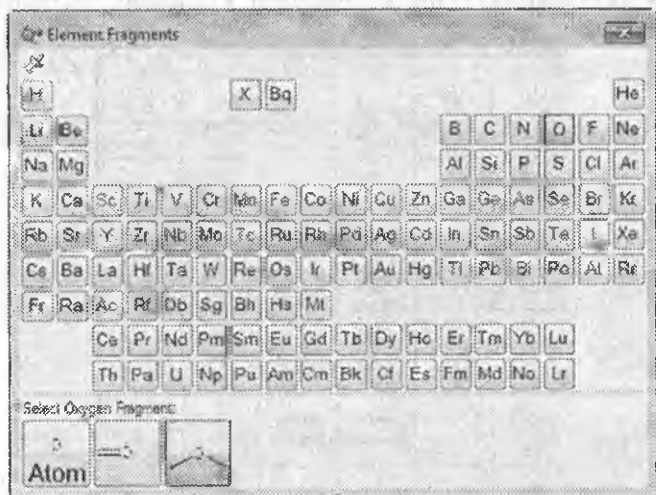 Element Fragments
H X Bq He
Li Be B C N O F Ne
Na Mg Al Si P S Cl Ar
K Ca Sc Ti V Cr Mn Fe Co Ni Cu Zn Ga Ge As Se Br Kr
Rb Sr Y Zr Nb Mo Tc Ru Rh Pd Ag Cd In Sn Sb Te I Xe
Cs Ba La Hf Ta W Re Os Ir Pt Au Hg Tl Pb Bi Po At Rn
Fr Ra Ac Rf Db Sg Bh Hs Mt
Ce Pr Nd Pm Sm Eu Gd Tb Dy Ho Er Tm Yb Lu
Th Pa U Np Pu Am Cm Bk Cf Es Fm Md No Lr
Select Oxygen Fragment:
Atom